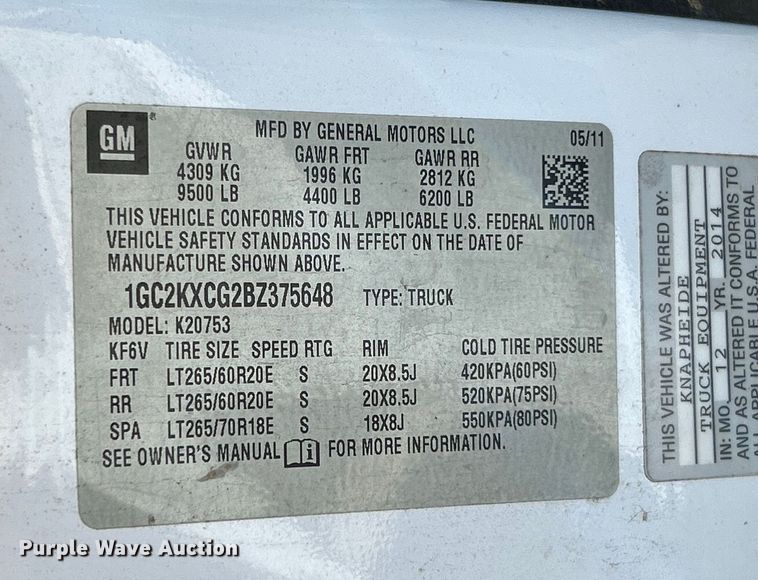 GM
MFD BY GENERAL MOTORS LLC 05/11
GVWR GAWR FRT GAWR RR
4309 KG 1996 KG 2812 KG
9500 LB 4400 LB 6200 LB
THIS VEHICLE CONFORMS TO ALL APPLICABLE U.S. FEDERAL MOTOR
VEHICLE SAFETY STANDARDS IN EFFECT ON THE DATE OF
MANUFACTURE SHOWN ABOVE.
1GC2KXCG2BZ375648 TYPE: TRUCK
MODEL: K20753
KF6V TIRE SIZE SPEED RTG RIM COLD TIRE PRESSURE
FRT LT265/60R20E S 20X8.5J 420KPA(60PSI)
RR LT265/60R20E S 20X8.5J 520KPA(75PSI)
SPA LT265/70R18E S 18X8J 550KPA(80PSI)
SEE OWNER'S MANUAL i FOR MORE INFORMATION.
THIS VEHICLE WAS ALTERED BY:
KNAPHEIDE
TRUCK EQUIPMENT
IN: MO. 12 YR. 2014
AND AS ALTERED IT CONFORMS TO
ALL APPLICABLE U.S.A. FEDERAL
Purple Wave Auction